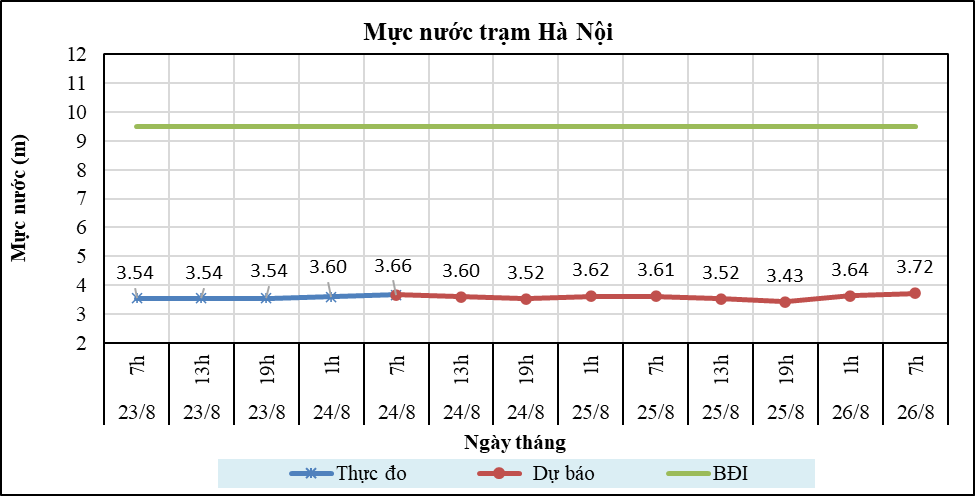 Mực nước trạm Hà Nội
Mực nước (m)
12
11
10
9
8
7
6
5
4
3
2
3.54 3.54 3.54 3.60 3.66 3.60 3.52 3.62 3.61 3.52 3.43 3.64 3.72
7h 13h 19h 1h 7h 13h 19h 1h 7h 13h 19h 1h 7h
23/8 23/8 23/8 24/8 24/8 24/8 24/8 25/8 25/8 25/8 25/8 26/8 26/8
Ngày tháng
Thực đo Dự báo BĐI